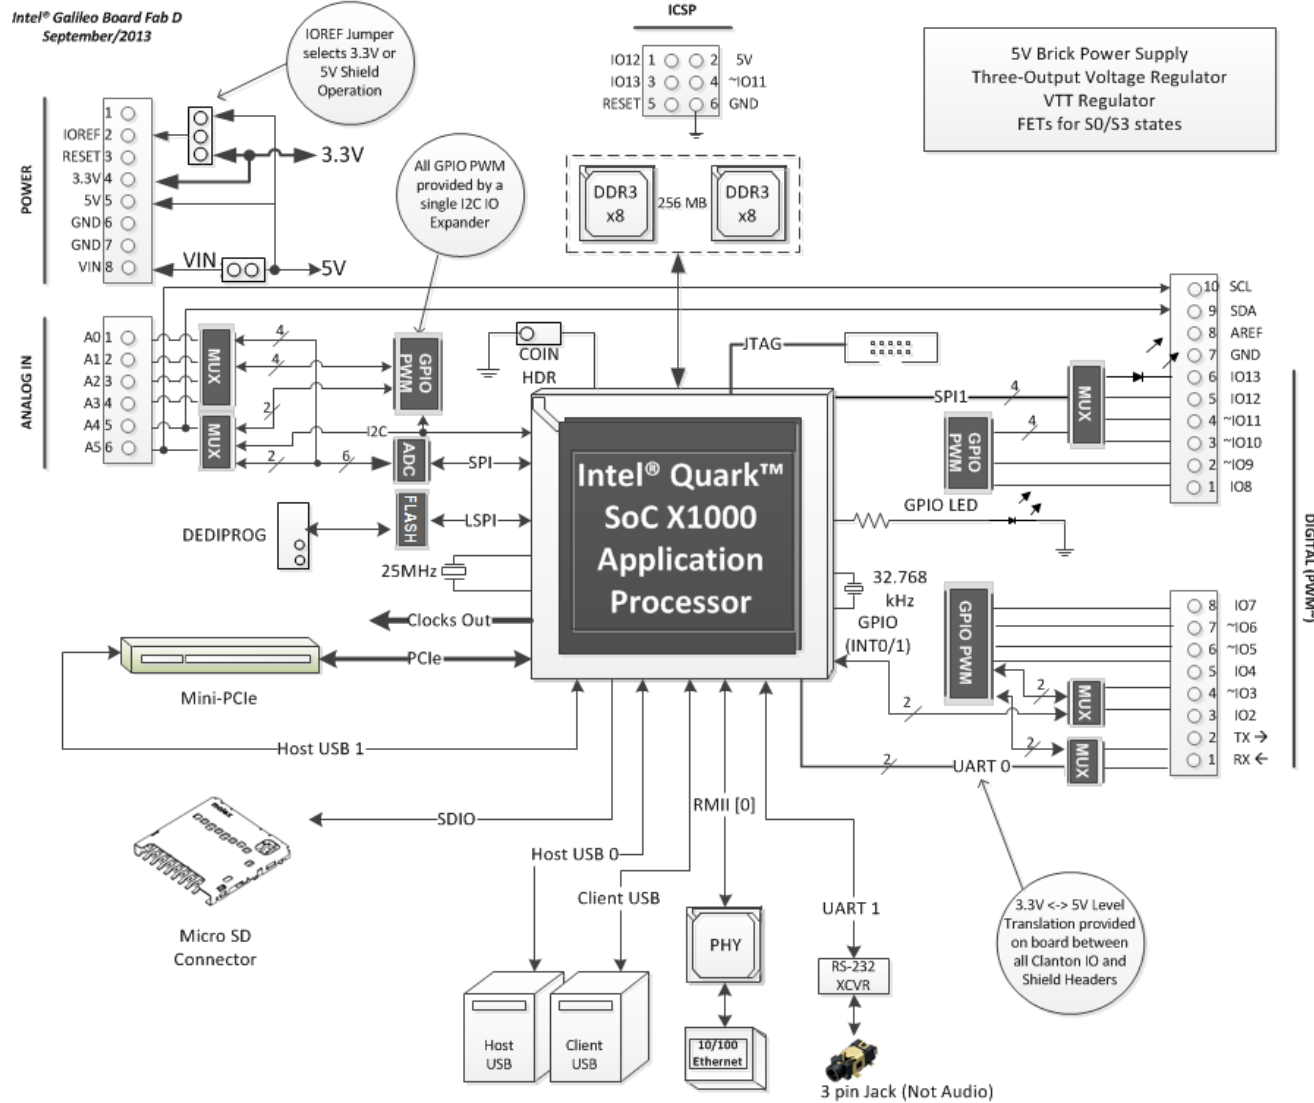 Intel® Galileo Board Fab D
September/2013
IOREF Jumper
selects 3.3V or
5V Shield
Operation
ICSP
IO12 1 2 5V
IO13 3 4 ~IO11
RESET 5 6 GND
5V Brick Power Supply
Three-Output Voltage Regulator
VTT Regulator
FETs for S0/S3 states
POWER
1
IOREF 2
RESET 3
3.3V 4
5V 5
GND 6
GND 7
VIN 8
3.3V
VIN
5V
All GPIO PWM
provided by a
single I2C IO
Expander
DDR3
x8
256 MB
DDR3
x8
ANALOG IN
A0 1
A1 2
A2 3
A3 4
A4 5
A5 6
MUX
MUX
4
4
2
2
6
GPIO
PWM
I2C
ADC
SPI
FLASH
LSPI
DEDIPROG
25MHz
COIN
HDR
JTAG
Intel® Quark™
SoC X1000
Application
Processor
SPI1
4
MUX
GPIO
PWM
4
10 SCL
9 SDA
8 AREF
7 GND
6 IO13
5 IO12
4 ~IO11
3 ~IO10
2 ~IO9
1 IO8
GPIO LED
DIGITAL (PWM~)
32.768
kHz
GPIO
(INT0/1)
GPIO PWM
2
2
2
MUX
MUX
8 IO7
7 ~IO6
6 ~IO5
5 IO4
4 ~IO3
3 IO2
2 TX →
1 RX ←
2
UART 0
Clocks Out
PCIe
Mini-PCIe
Host USB 1
SDIO
molex
Micro SD
Connector
Host USB 0
Client USB
RMII [0]
UART 1
PHY
RS-232
XCVR
3.3V <-> 5V Level
Translation provided
on board between
all Clanton IO and
Shield Headers
Host
USB
Client
USB
10/100
Ethernet
3 pin Jack (Not Audio)